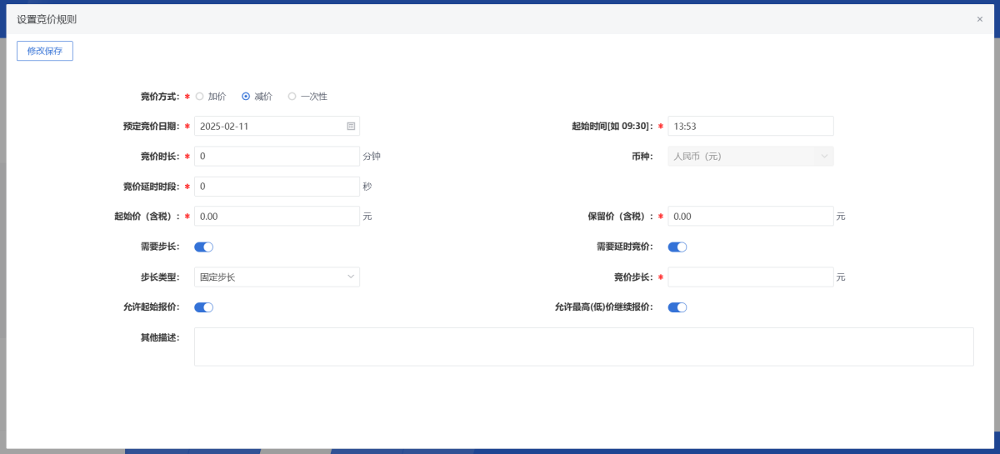 设置竞价规则 ×
修改保存
竞价方式: * 加价 减价 一次性
预定竞价日期: * 2025-02-11 起始时间[如 09:30]: * 13:53
竞价时长: * 0 分钟 币种: 人民币（元）
竞价延时时段: * 0 秒
起始价（含税）: * 0.00 元 保留价（含税）: * 0.00 元
需要步长: 需要延时竞价:
步长类型: 固定步长 竞价步长: * 元
允许起始报价: 允许最高(低)价继续报价:
其他描述: